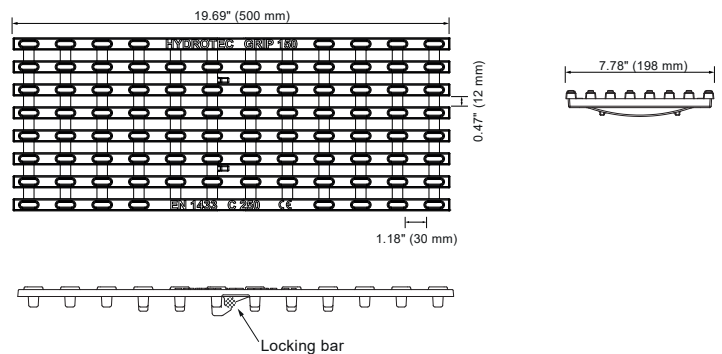 19.69" (500 mm)
HYDROTEC GRIP 150
7.78" (198 mm)
0.47" (12 mm)
EN 1433 C 250 CE
1.18" (30 mm)
Locking bar